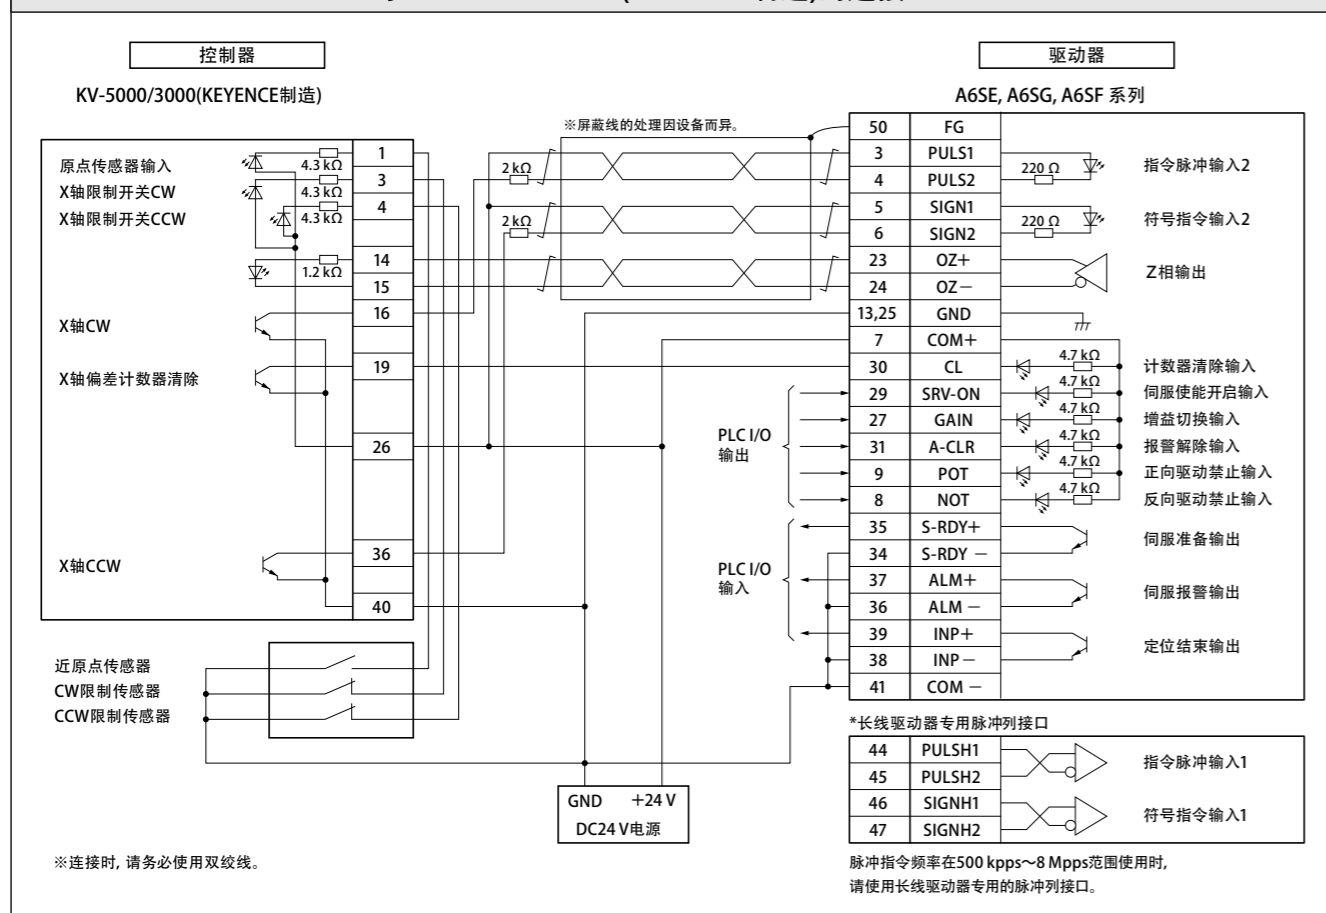 控制器
KV-5000/3000(KEYENCE制造)
驱动器
A6SE, A6SG, A6SF 系列
※屏蔽线的处理因设备而异。
原点传感器输入
X轴限制开关CW
X轴限制开关CCW
X轴CW
X轴偏差计数器清除
X轴CCW
4.3 kΩ
4.3 kΩ
4.3 kΩ
1.2 kΩ
1
3
4
14
15
16
19
26
36
40
2 kΩ
2 kΩ
PLC I/O
输出
PLC I/O
输入
50 FG
3 PULS1
4 PULS2
5 SIGN1
6 SIGN2
23 OZ+
24 OZ−
13,25 GND
7 COM+
30 CL
29 SRV-ON
27 GAIN
31 A-CLR
9 POT
8 NOT
35 S-RDY+
34 S-RDY −
37 ALM+
36 ALM −
39 INP+
38 INP −
41 COM −
220 Ω
220 Ω
4.7 kΩ
4.7 kΩ
4.7 kΩ
4.7 kΩ
4.7 kΩ
4.7 kΩ
指令脉冲输入2
符号指令输入2
Z相输出
计数器清除输入
伺服使能开启输入
增益切换输入
报警解除输入
正向驱动禁止输入
反向驱动禁止输入
伺服准备输出
伺服报警输出
定位结束输出
近原点传感器
CW限制传感器
CCW限制传感器
GND +24 V
DC24 V电源
*长线驱动器专用脉冲列接口
44 PULSH1
45 PULSH2
46 SIGNH1
47 SIGNH2
指令脉冲输入1
符号指令输入1
※连接时, 请务必使用双绞线。
脉冲指令频率在500 kpps～8 Mpps范围使用时,
请使用长线驱动器专用的脉冲列接口。